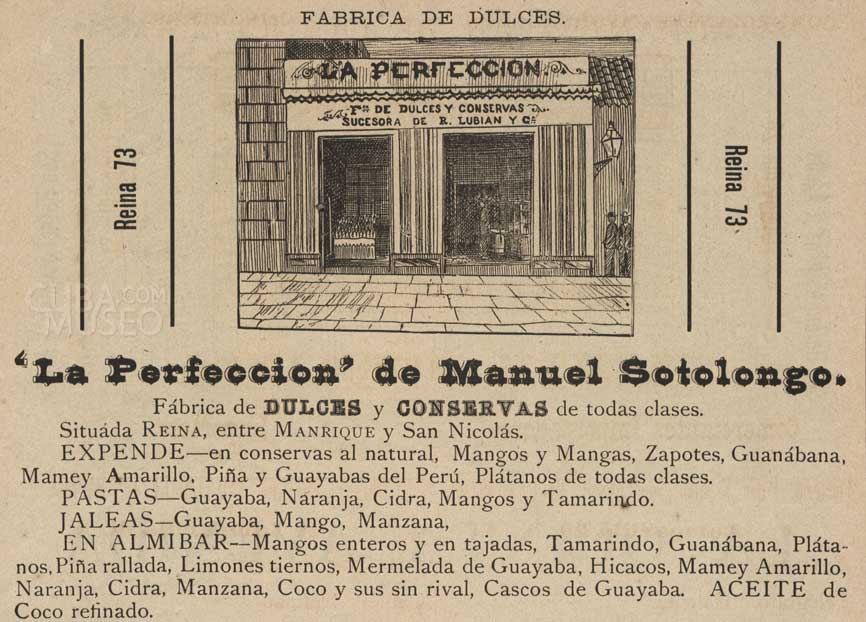 FABRICA DE DULCES.
Reina 73
LA PERFECCION.
Fca. DE DULCES Y CONSERVAS
SUCESORA DE R. LUBIAN Y Ca.
Reina 73
CUBA.COM
MUSEO
"La Perfeccion" de Manuel Sotolongo.
Fábrica de DULCES y CONSERVAS de todas clases.
Situada REINA, entre MANRIQUE y San Nicolás.
EXPENDE—en conservas al natural, Mangos y Mangas, Zapotes, Guanábana,
Mamey Amarillo, Piña y Guayabas del Perú, Plátanos de todas clases.
PASTAS—Guayaba, Naranja, Cidra, Mangos y Tamarindo.
JALEAS—Guayaba, Mango, Manzana,
EN ALMIBAR—Mangos enteros y en tajadas, Tamarindo, Guanábana, Pláta-
nos, Piña rallada, Limones tiernos, Mermelada de Guayaba, Hicacos, Mamey Amarillo,
Naranja, Cidra, Manzana, Coco y sus sin rival, Cascos de Guayaba. ACEITE de
Coco refinado.